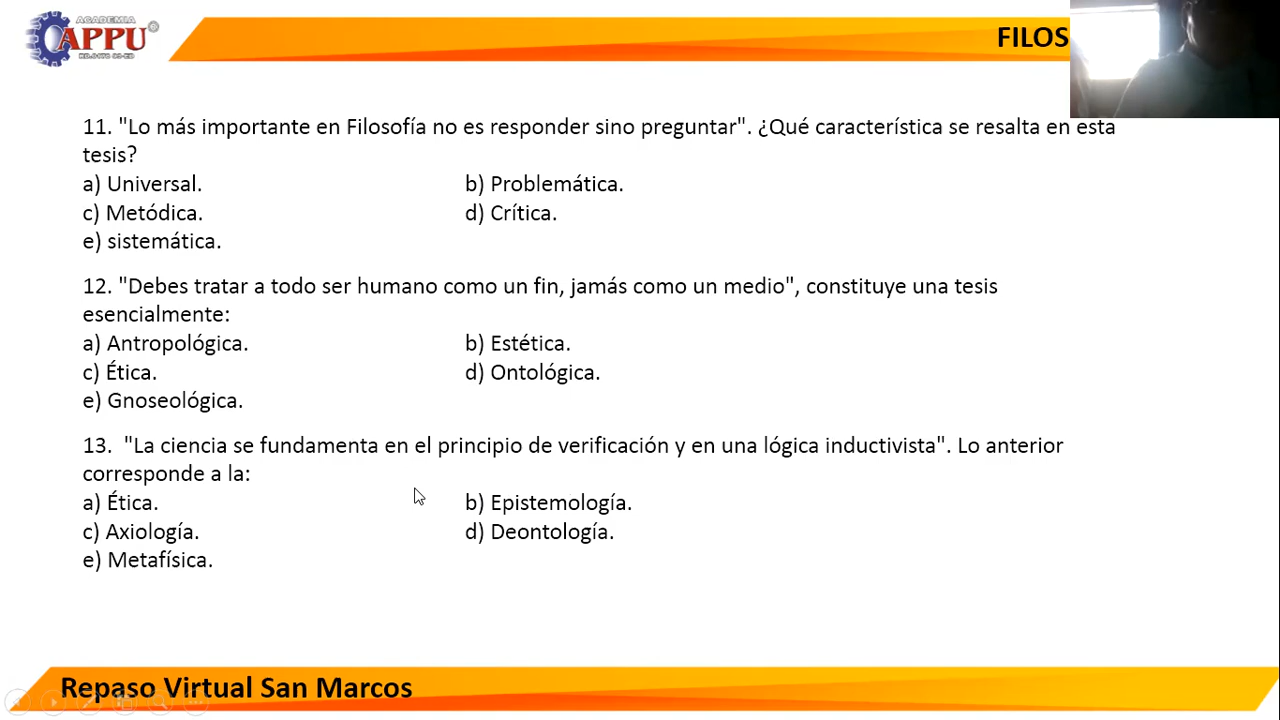 ACADEMIA
APPU
FILOS
11. "Lo más importante en Filosofía no es responder sino preguntar". ¿Qué característica se resalta en esta
tesis?
a) Universal. b) Problemática.
c) Metódica. d) Crítica.
e) sistemática.
12. "Debes tratar a todo ser humano como un fin, jamás como un medio", constituye una tesis
esencialmente:
a) Antropológica. b) Estética.
c) Ética. d) Ontológica.
e) Gnoseológica.
13. "La ciencia se fundamenta en el principio de verificación y en una lógica inductivista". Lo anterior
corresponde a la:
a) Ética. b) Epistemología.
c) Axiología. d) Deontología.
e) Metafísica.
Repaso Virtual San Marcos